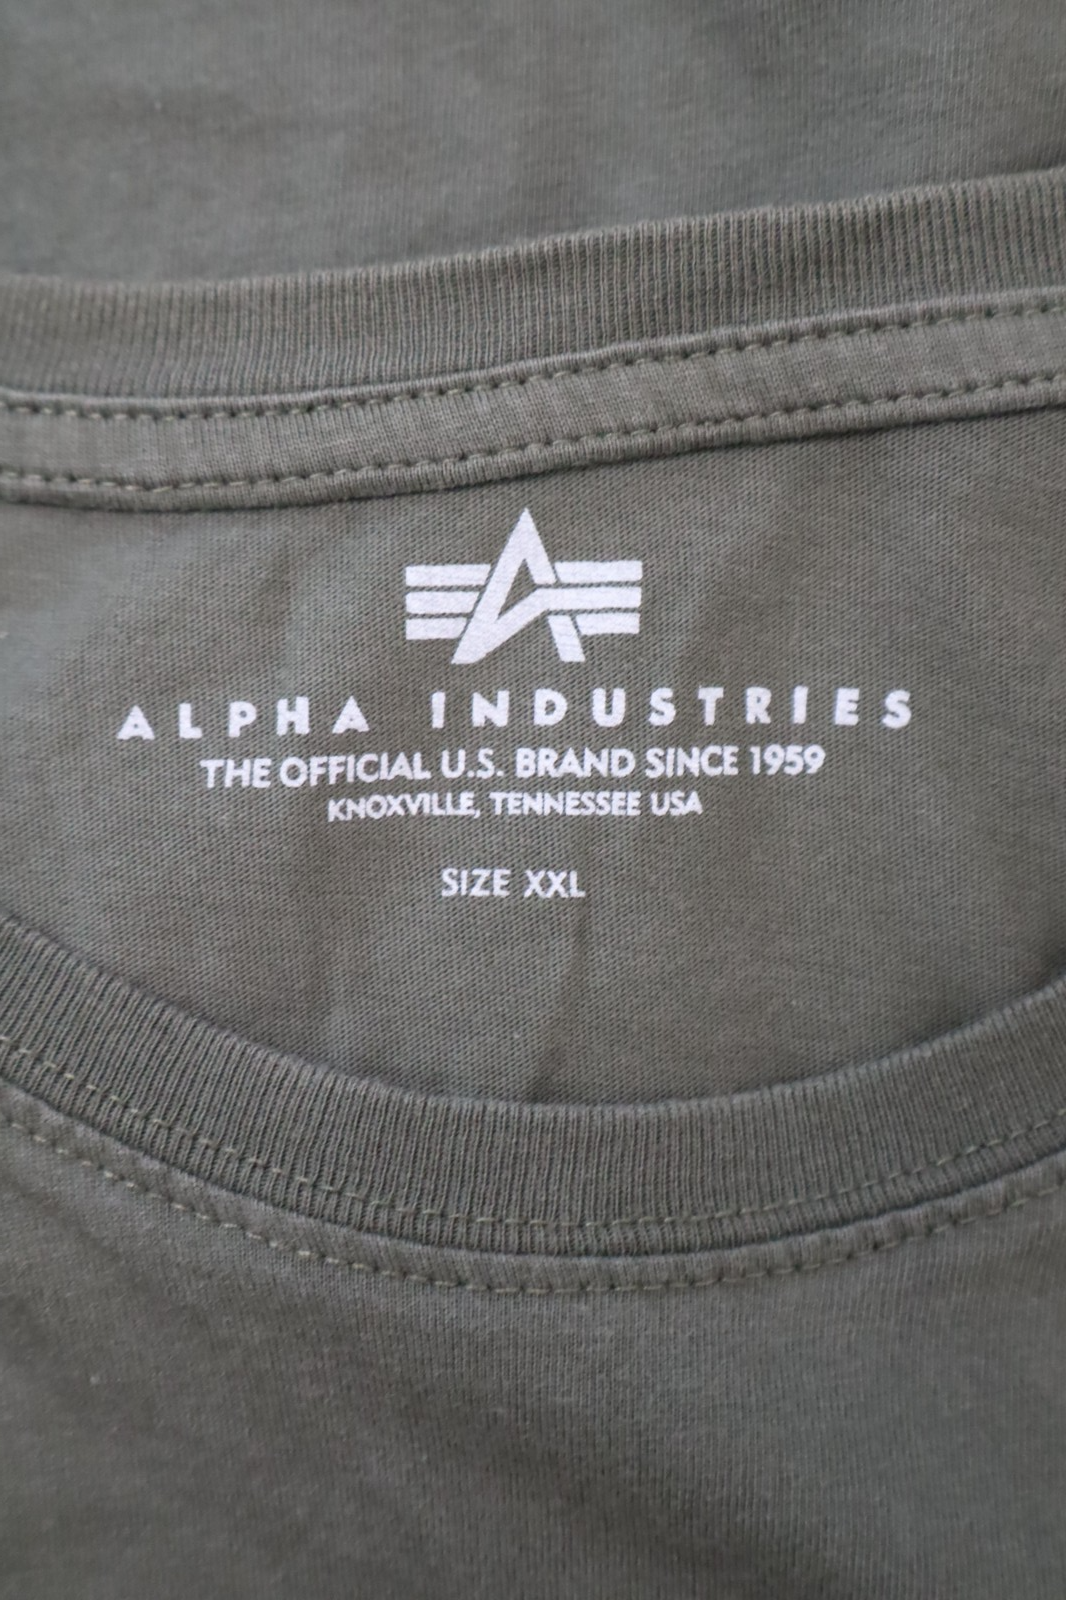 ALPHA INDUSTRIES
THE OFFICIAL U.S. BRAND SINCE 1959
KNOXVILLE, TENNESSEE USA
SIZE XXL